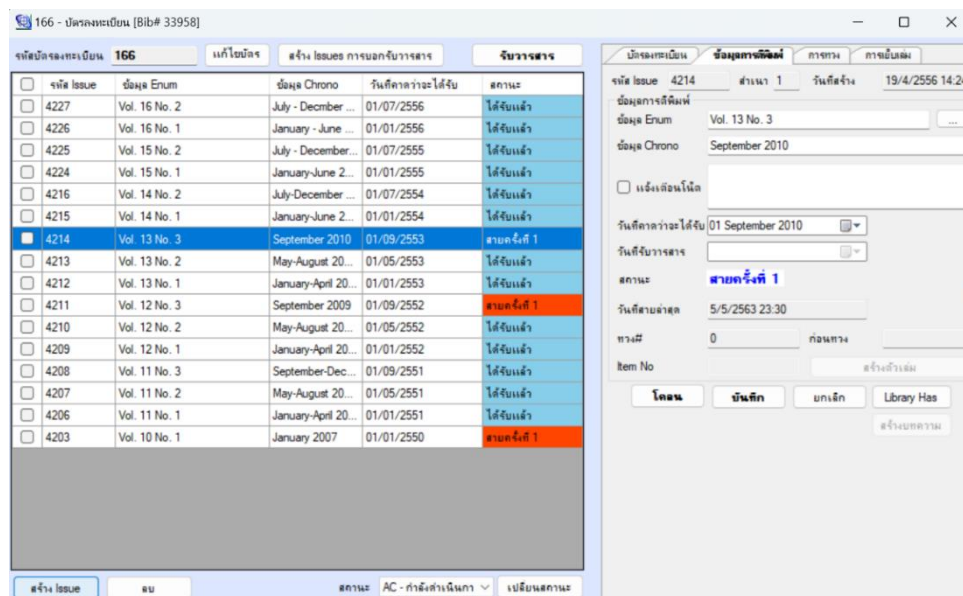 166 - บัตรลงทะเบียน [Bib# 33958]
รหัสบัตรลงทะเบียน 166 แก้ไขบัตร สร้าง Issues การบอกรับวารสาร รับวารสาร
รหัส Issue ข้อมูล Enum ข้อมูล Chrono วันที่คาดว่าจะได้รับ สถานะ
4227 Vol. 16 No. 2 July - Decmber ... 01/07/2556 ได้รับแล้ว
4226 Vol. 16 No. 1 January - June ... 01/01/2556 ได้รับแล้ว
4225 Vol. 15 No. 2 July - December... 01/07/2555 ได้รับแล้ว
4224 Vol. 15 No. 1 January-June 2... 01/01/2555 ได้รับแล้ว
4216 Vol. 14 No. 2 July-December ... 01/07/2554 ได้รับแล้ว
4215 Vol. 14 No. 1 January-June 2... 01/01/2554 ได้รับแล้ว
4214 Vol. 13 No. 3 September 2010 01/09/2553 สายครั้งที่ 1
4213 Vol. 13 No. 2 May-August 20... 01/05/2553 ได้รับแล้ว
4212 Vol. 13 No. 1 January-April 20... 01/01/2553 ได้รับแล้ว
4211 Vol. 12 No. 3 September 2009 01/09/2552 สายครั้งที่ 1
4210 Vol. 12 No. 2 May-August 20... 01/05/2552 ได้รับแล้ว
4209 Vol. 12 No. 1 January-April 20... 01/01/2552 ได้รับแล้ว
4208 Vol. 11 No. 3 September-Dec... 01/09/2551 ได้รับแล้ว
4207 Vol. 11 No. 2 May-August 20... 01/05/2551 ได้รับแล้ว
4206 Vol. 11 No. 1 January-April 20... 01/01/2551 ได้รับแล้ว
4203 Vol. 10 No. 1 January 2007 01/01/2550 สายครั้งที่ 1
สร้าง Issue ลบ สถานะ AC - กำลังดำเนินกา เปลี่ยนสถานะ
บัตรลงทะเบียน ข้อมูลการตีพิมพ์ การทวง การเย็บเล่ม
รหัส Issue 4214 สำเนา 1 วันที่สร้าง 19/4/2556 14:24
ข้อมูลการตีพิมพ์
ข้อมูล Enum Vol. 13 No. 3 ...
ข้อมูล Chrono September 2010
แจ้งเตือนโน้ต
วันที่คาดว่าจะได้รับ 01 September 2010
วันที่รับวารสาร
สถานะ สายครั้งที่ 1
วันที่สายล่าสุด 5/5/2563 23:30
ทวง# 0 ก่อนทวง
Item No สร้างตัวเล่ม
โคลน บันทึก ยกเลิก Library Has
สร้างบทความ